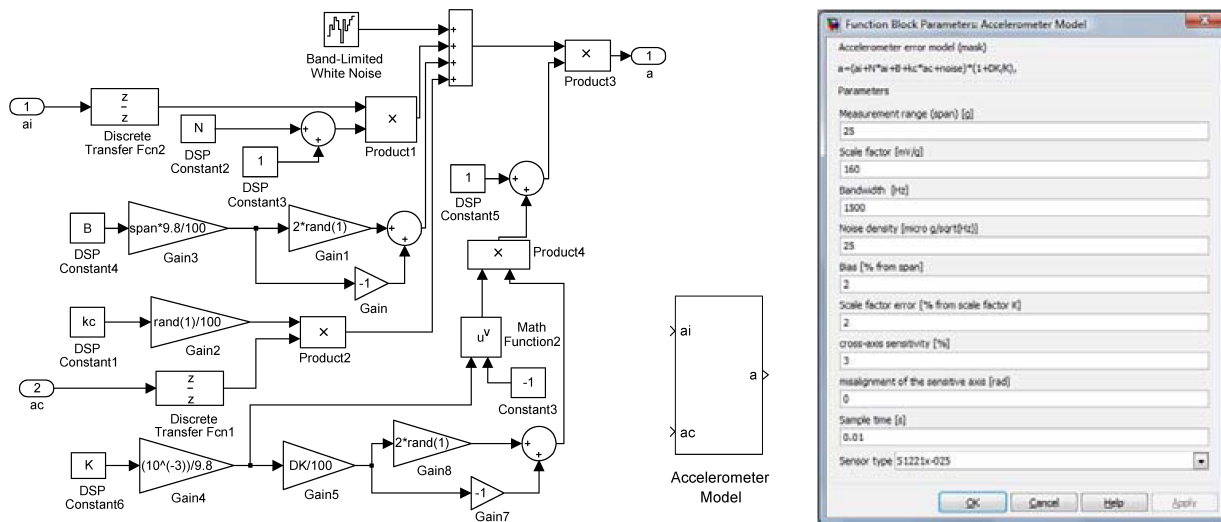 Band-Limited
White Noise
1
ai
z
z
Discrete
Transfer Fcn2
N
DSP
Constant2
1
DSP
Constant3
+
+
×
Product1
+
+
+
+
×
Product3
1
a
1
DSP
Constant5
+
+
B
DSP
Constant4
span*9.8/100
Gain3
2*rand(1)
Gain1
-1
Gain
+
+
×
Product4
kc
DSP
Constant1
rand(1)/100
Gain2
×
Product2
2
ac
z
z
Discrete
Transfer Fcn1
u^v
Math
Function2
-1
Constant3
K
DSP
Constant6
(10^(-3))/9.8
Gain4
DK/100
Gain5
2*rand(1)
Gain8
-1
Gain7
+
+
ai
ac
a
Accelerometer
Model
Function Block Parameters: Accelerometer Model
Accelerometer error model (mask)
a=(ai+N*ai+B+kc*ac+noise)*(1+DK/K),
Parameters
Measurement range (span) [g]
25
Scale factor [mV/g]
160
Bandwidth [Hz]
1500
Noise density [micro g/sqrt(Hz)]
25
Bias [% from span]
2
Scale factor error [% from scale factor K]
2
cross-axis sensitivity [%]
3
misalignment of the sensitive axis [rad]
0
Sample time [s]
0.01
Sensor type S1221x-025
OK
Cancel
Help
Apply